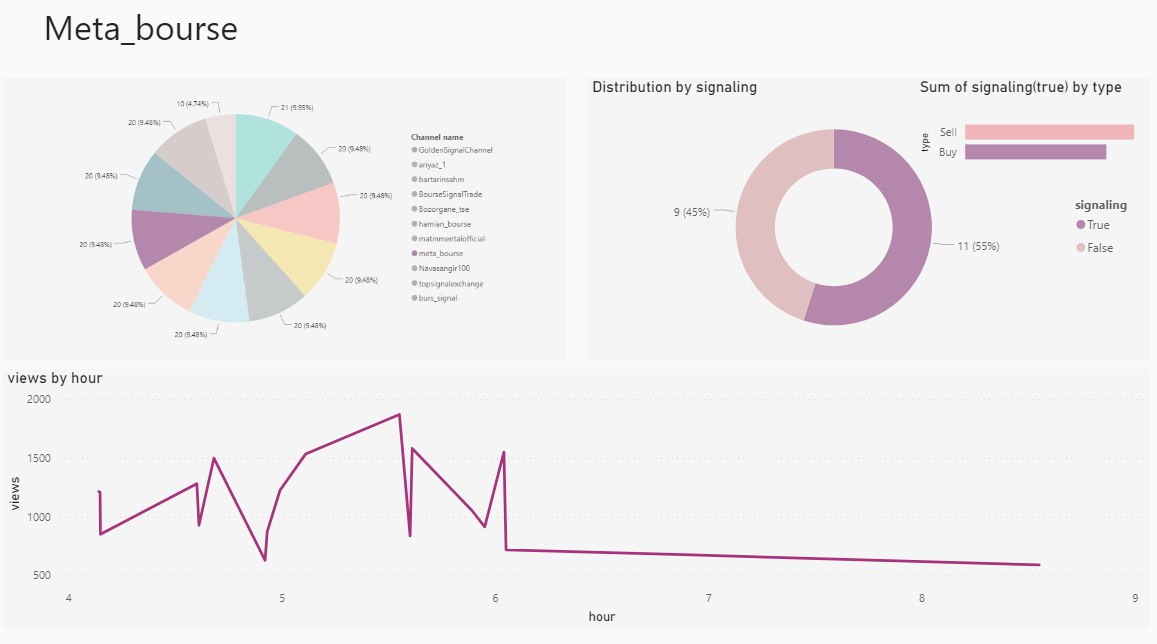 Meta_bourse
10 (4.74%)
21 (9.95%)
20 (9.48%)
20 (9.48%)
20 (9.48%)
20 (9.48%)
20 (9.48%)
20 (9.48%)
20 (9.48%)
20 (9.48%)
20 (9.48%)
Channel name
GoldenSignalChannel
ariyaz_1
bartarinsahm
BourseSignalTrade
Bozorgane_tse
hamian_bourse
matinmentalofficial
meta_bourse
Navasangir100
topsignalexchange
burs_signal
Distribution by signaling
9 (45%)
11 (55%)
Sum of signaling(true) by type
type
Sell
Buy
signaling
True
False
views by hour
views
2000
1500
1000
500
4 5 6 7 8 9
hour